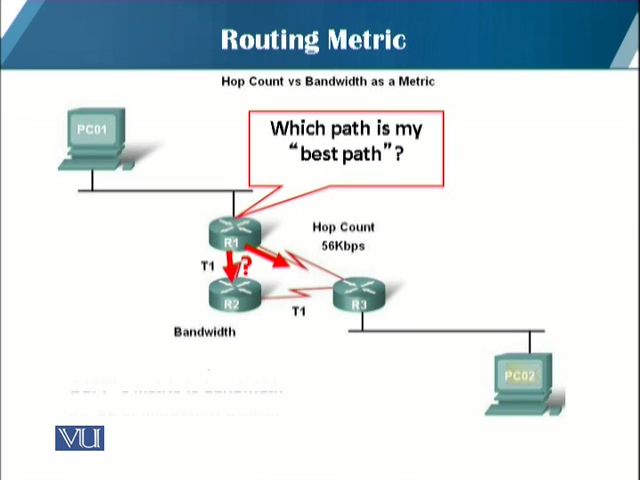 Routing Metric
Hop Count vs Bandwidth as a Metric
PC01
Which path is my
“best path”?
R1
Hop Count
56Kbps
T1
?
R2
R3
T1
Bandwidth
PC02
VU